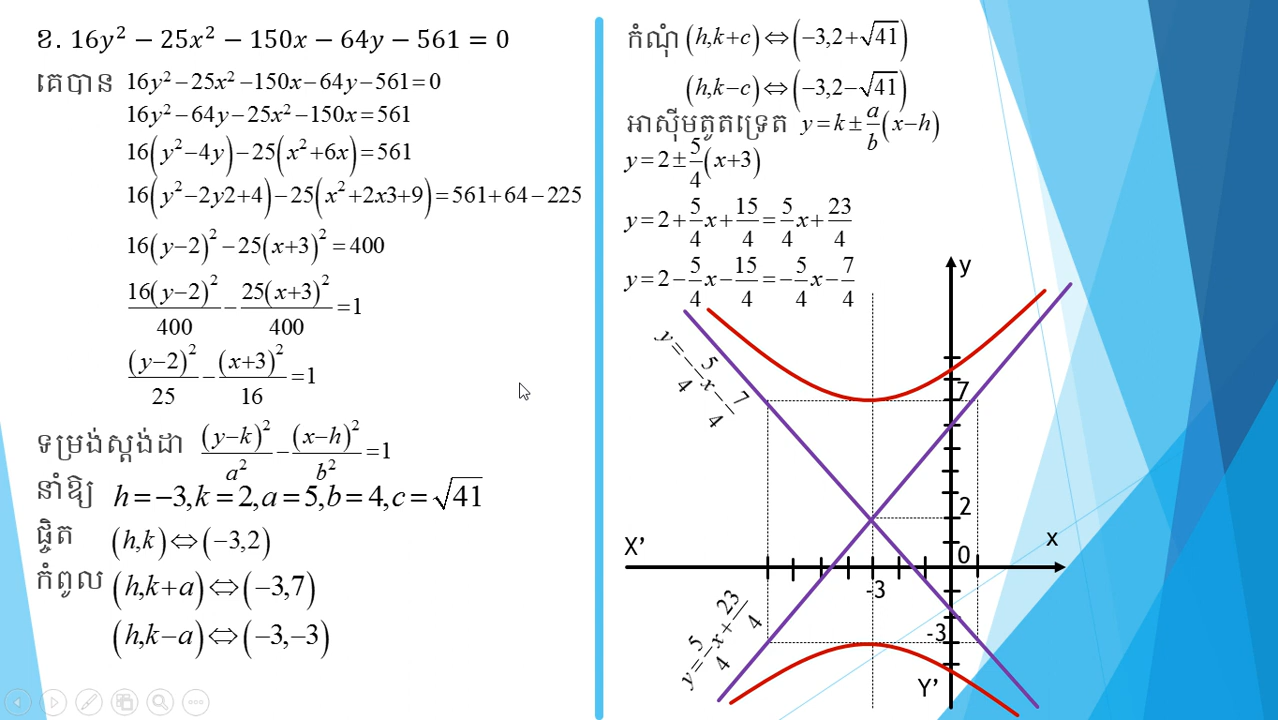 ខ. 16y² − 25x² − 150x − 64y − 561 = 0
គេបាន 16y² − 25x² − 150x − 64y − 561 = 0
16y² − 64y − 25x² − 150x = 561
16(y² − 4y) − 25(x² + 6x) = 561
16(y² − 2y2 + 4) − 25(x² + 2x3 + 9) = 561 + 64 − 225
16(y − 2)² − 25(x + 3)² = 400
16(y − 2)²/400 − 25(x + 3)²/400 = 1
(y − 2)²/25 − (x + 3)²/16 = 1
ទម្រង់ស្តង់ដា (y − k)²/a² − (x − h)²/b² = 1
នាំឱ្យ h = −3, k = 2, a = 5, b = 4, c = √41
ផ្ចិត (h, k) ⇔ (−3, 2)
កំពូល (h, k + a) ⇔ (−3, 7)
(h, k − a) ⇔ (−3, −3)
កំណុំ (h, k + c) ⇔ (−3, 2 + √41)
(h, k − c) ⇔ (−3, 2 − √41)
អាស៊ីមតូតទ្រេត y = k ± a/b (x − h)
y = 2 ± 5/4 (x + 3)
y = 2 + 5/4 x + 15/4 = 5/4 x + 23/4
y = 2 − 5/4 x − 15/4 = −5/4 x − 7/4
y
y = −5/4 x − 7/4
7
2
X'
0
x
-3
y = 5/4 x + 23/4
-3
Y'